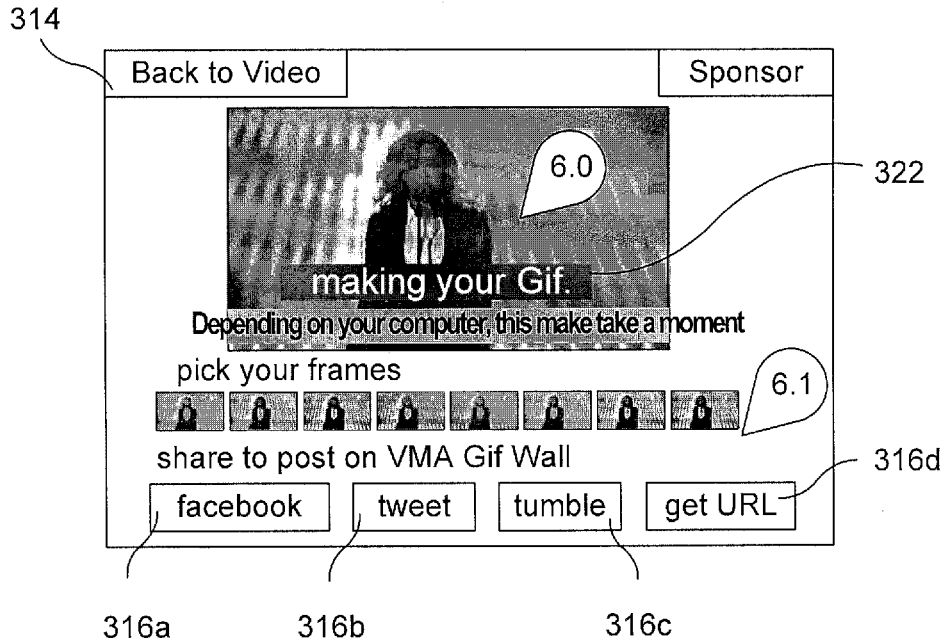 314
Back to Video
Sponsor
6.0
322
making your Gif.
Depending on your computer, this make take a moment
pick your frames
6.1
share to post on VMA Gif Wall
316d
facebook
tweet
tumble
get URL
316a
316b
316c